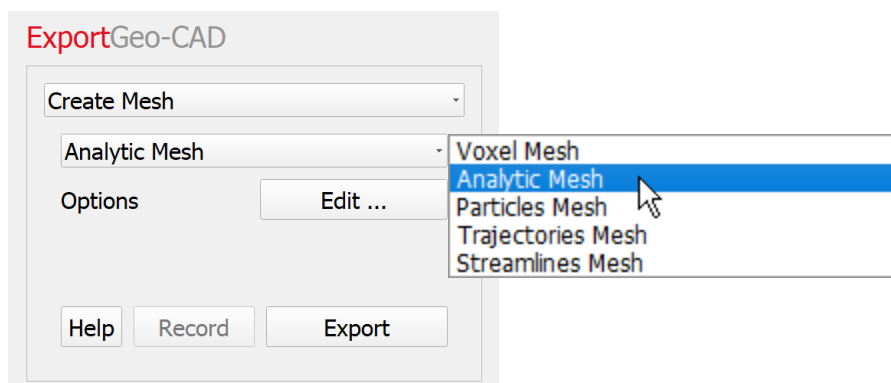 ExportGeo-CAD
Create Mesh
Analytic Mesh
Voxel Mesh
Analytic Mesh
Particles Mesh
Trajectories Mesh
Streamlines Mesh
Options
Edit ...
Help
Record
Export